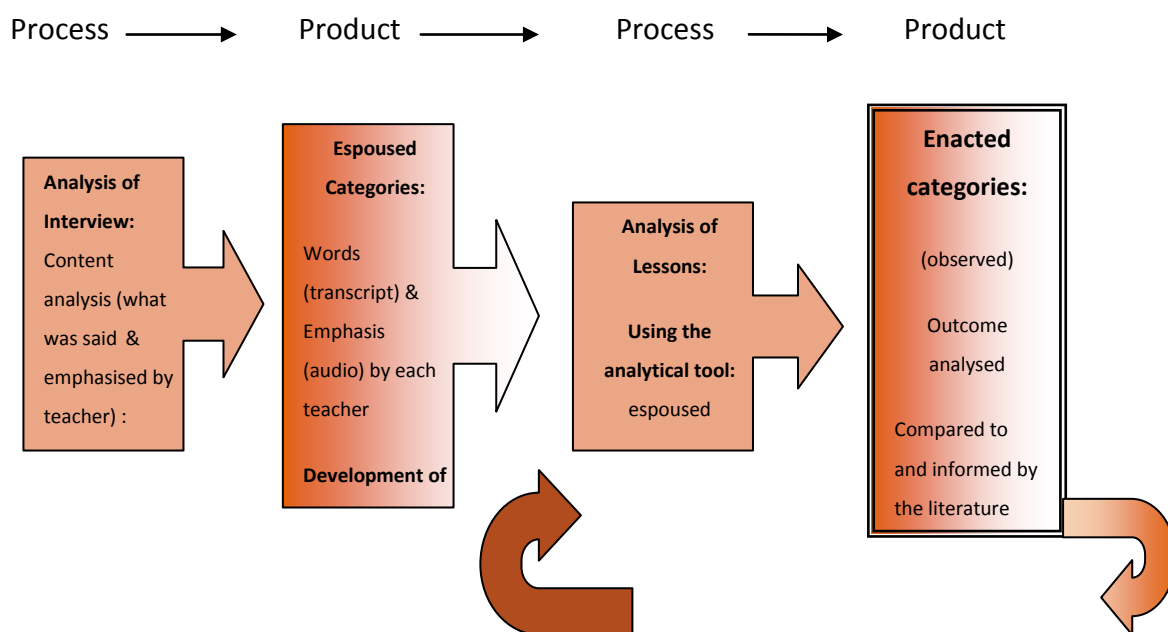 Process Product Process Product
Analysis of
Interview:
Content
analysis (what
was said &
emphasised by
teacher) :
Espoused
Categories:
Words
(transcript) &
Emphasis
(audio) by each
teacher
Development of
Analysis of
Lessons:
Using the
analytical tool:
espoused
Enacted
categories:
(observed)
Outcome
analysed
Compared to
and informed by
the literature